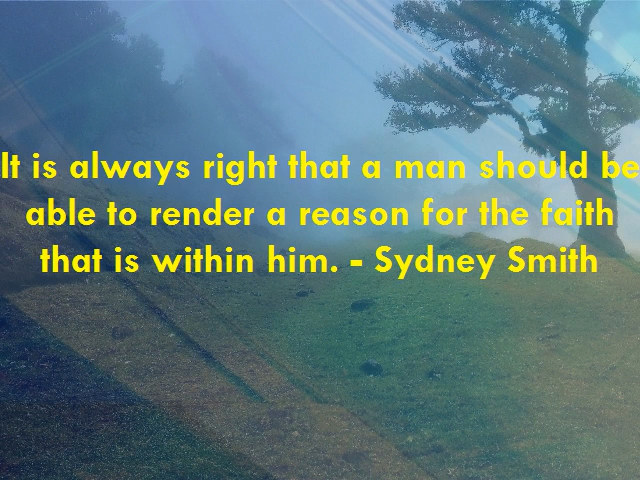 It is always right that a man should be
able to render a reason for the faith
that is within him. - Sydney Smith